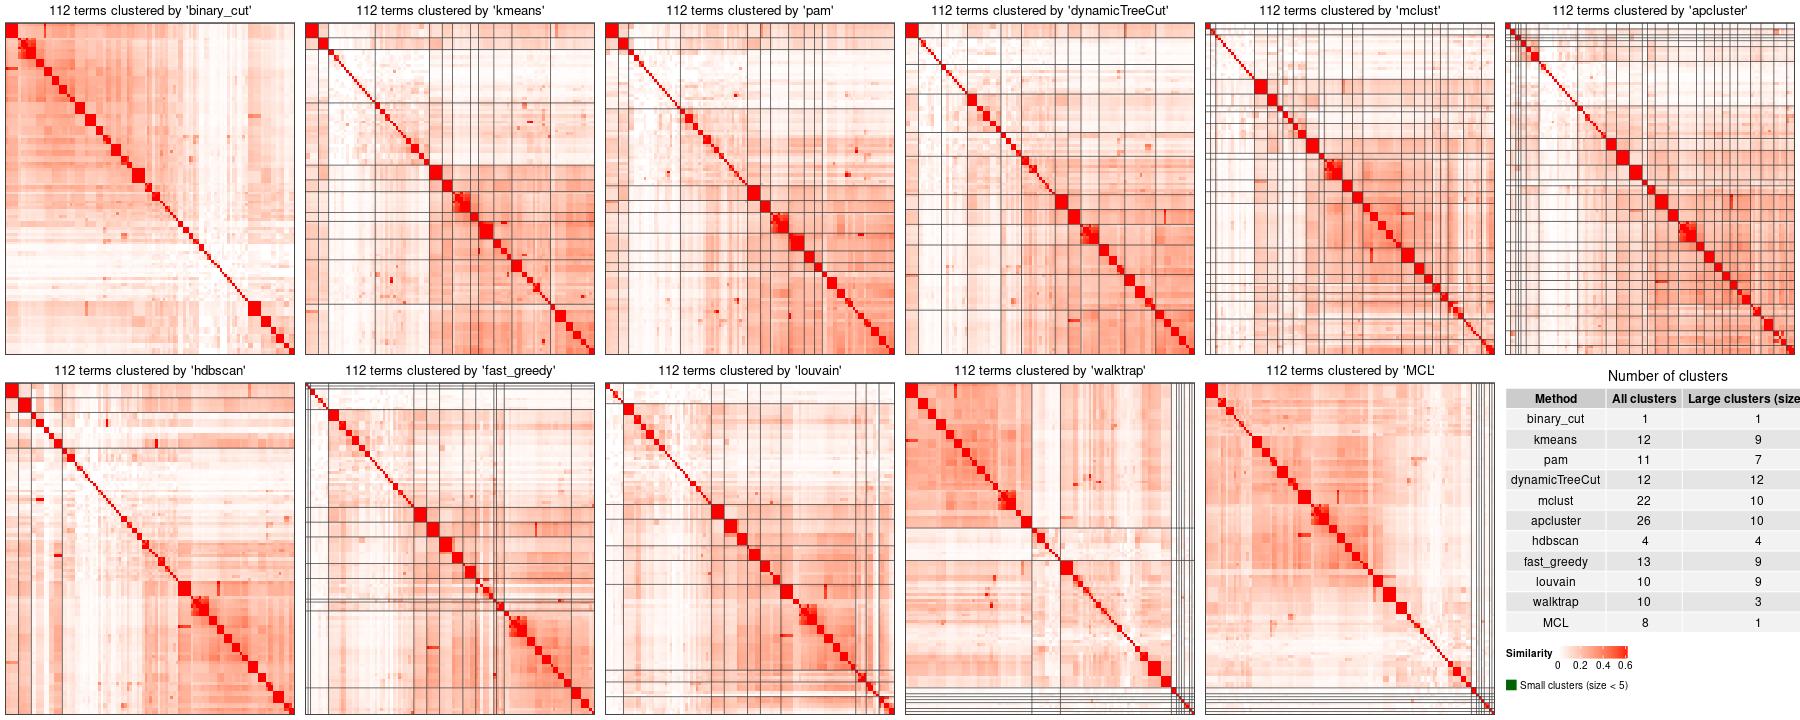 112 terms clustered by 'binary_cut'
112 terms clustered by 'kmeans'
112 terms clustered by 'pam'
112 terms clustered by 'dynamicTreeCut'
112 terms clustered by 'mclust'
112 terms clustered by 'apcluster'
112 terms clustered by 'hdbscan'
112 terms clustered by 'fast_greedy'
112 terms clustered by 'louvain'
112 terms clustered by 'walktrap'
112 terms clustered by 'MCL'
Number of clusters
Method All clusters Large clusters (size
binary_cut 1 1
kmeans 12 9
pam 11 7
dynamicTreeCut 12 12
mclust 22 10
apcluster 26 10
hdbscan 4 4
fast_greedy 13 9
louvain 10 9
walktrap 10 3
MCL 8 1
Similarity
0 0.2 0.4 0.6
Small clusters (size < 5)